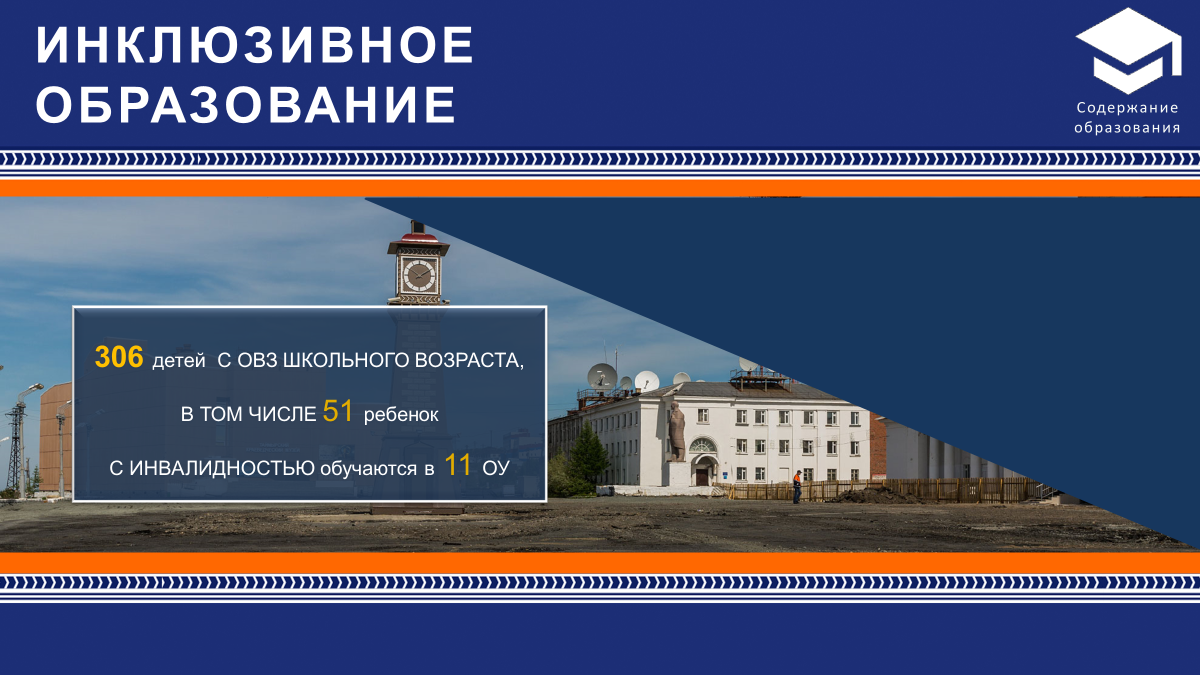 ИНКЛЮЗИВНОЕ
ОБРАЗОВАНИЕ
Содержание
образования
306 детей С ОВЗ ШКОЛЬНОГО ВОЗРАСТА,
В ТОМ ЧИСЛЕ 51 ребенок
С ИНВАЛИДНОСТЬЮ обучаются в 11 ОУ